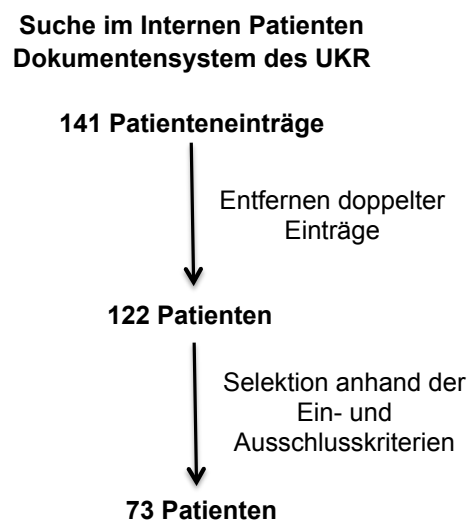 Suche im Internen Patienten
Dokumentensystem des UKR
141 Patienteneinträge
Entfernen doppelter
Einträge
122 Patienten
Selektion anhand der
Ein- und
Ausschlusskriterien
73 Patienten